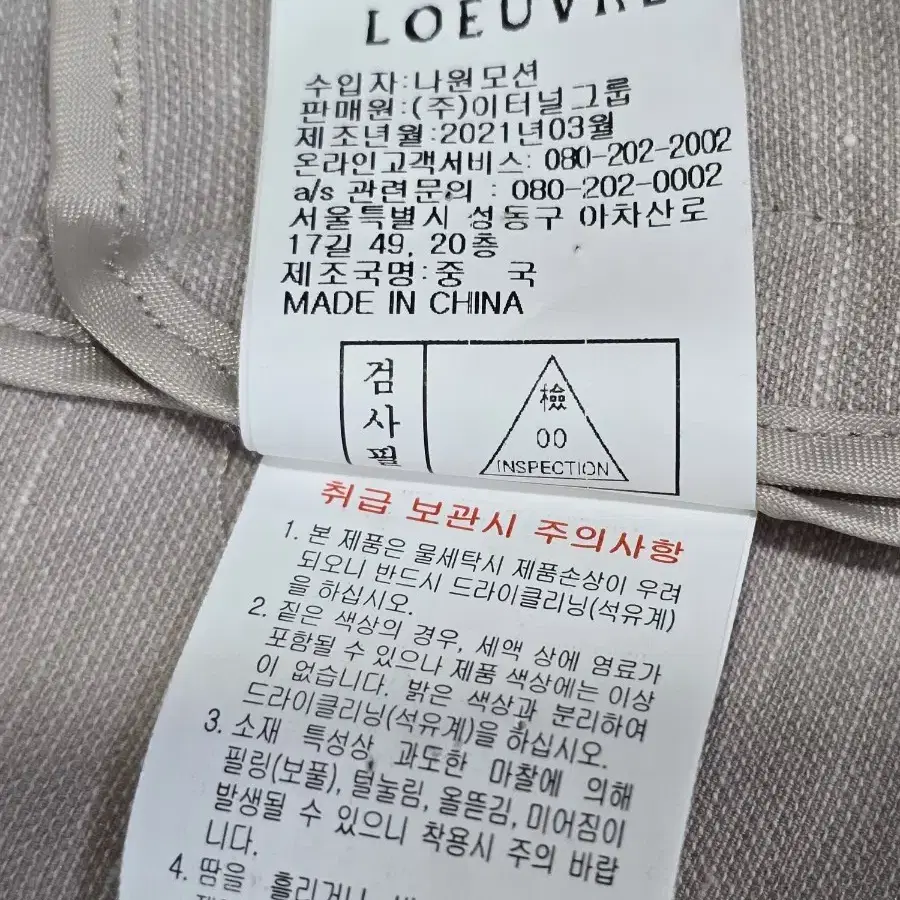 LOEUVRE
수입자:나원모션
판매원:(주)이터널그룹
제조년월:2021년03월
온라인고객서비스: 080-202-2002
a/s 관련문의 : 080-202-0002
서울특별시 성동구 아차산로
17길 49, 20층
제조국명:중 국
MADE IN CHINA
검
사
필
檢
00
INSPECTION
취급 보관시 주의사항
1. 본 제품은 물세탁시 제품손상이 우려
되오니 반드시 드라이클리닝(석유계)
을 하십시오.
2. 짙은 색상의 경우, 세액 상에 염료가
포함될 수 있으나 제품 색상에는 이상
이 없습니다. 밝은 색상과 분리하여
드라이클리닝(석유계)을 하십시오.
3. 소재 특성상 과도한 마찰에 의해
필링(보풀), 털눌림, 올뜯김, 미어짐이
발생될 수 있으니 착용시 주의 바랍
니다.
4. 땀을 흘리거나